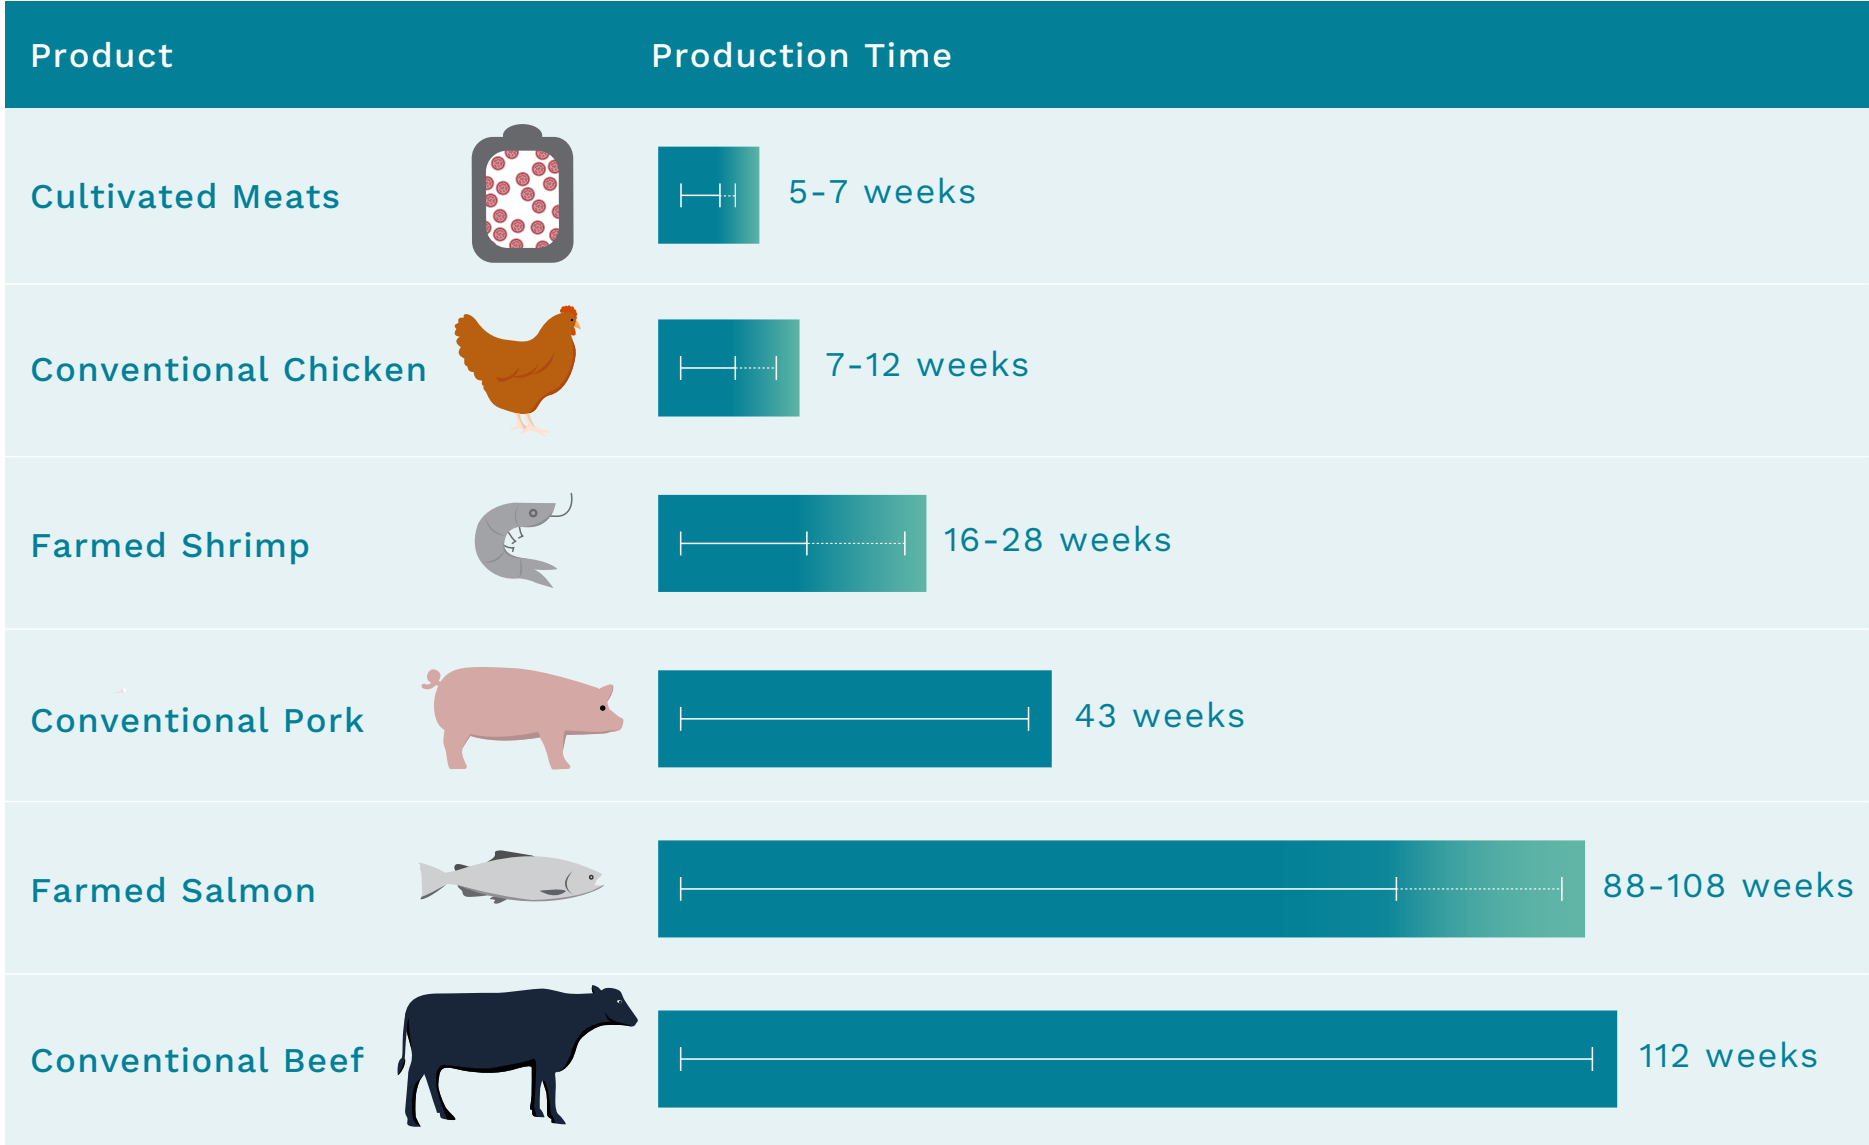 Product
Production Time
Cultivated Meats
5-7 weeks
Conventional Chicken
7-12 weeks
Farmed Shrimp
16-28 weeks
Conventional Pork
43 weeks
Farmed Salmon
88-108 weeks
Conventional Beef
112 weeks